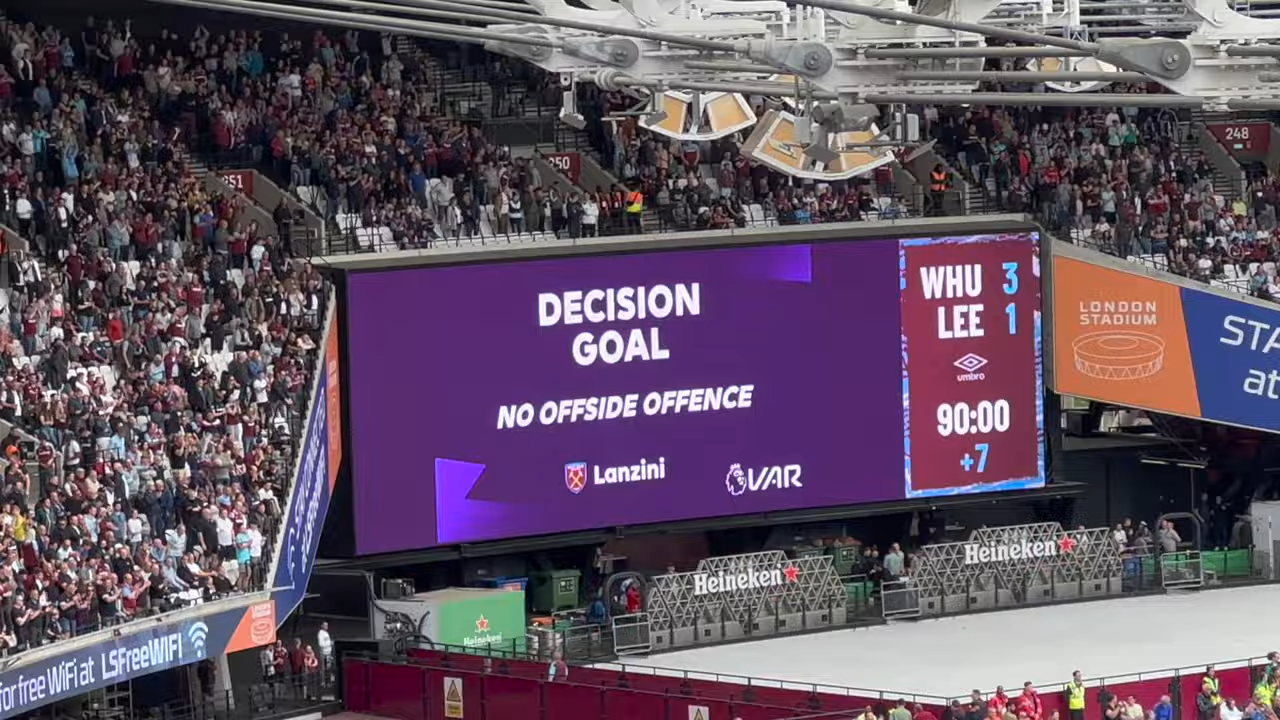 248
250
251
DECISION
GOAL
NO OFFSIDE OFFENCE
Lanzini
VAR
WHU 3
LEE 1
umbro
90:00
+7
LONDON
STADIUM
STA
at
Heineken
Heineken
Heineken
for free WiFi at LSFreeWiFi